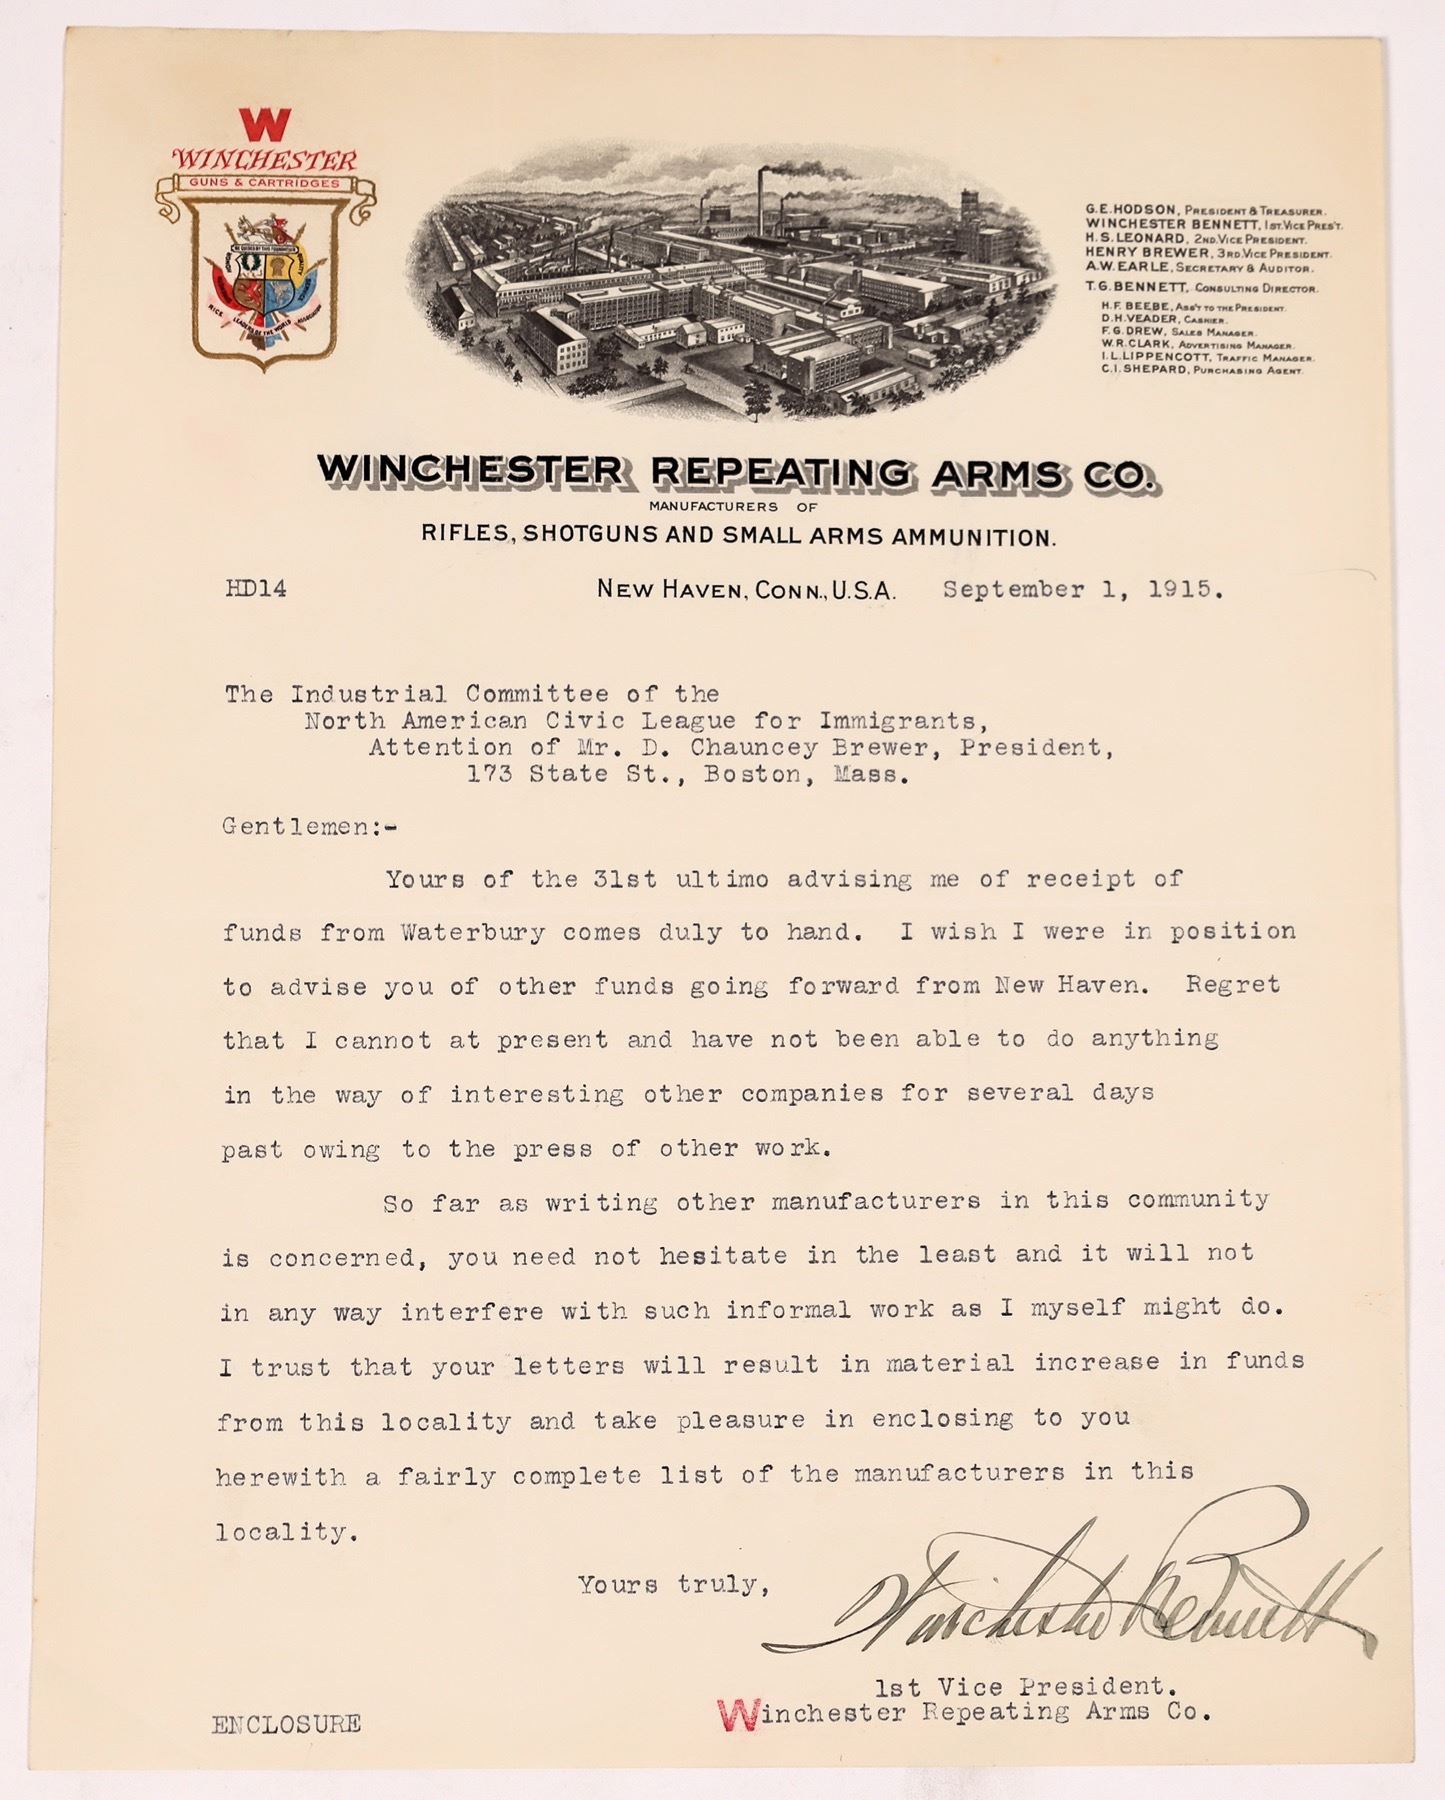 W
WINCHESTER
GUNS & CARTRIDGES
HONOR
QUALITY
STRENGTH
SERVICE
RICE LEADERS OF THE WORLD ASSOCIATION
G.E. HODSON, PRESIDENT & TREASURER.
WINCHESTER BENNETT, 1ST. VICE PRES'T.
H.S. LEONARD, 2ND. VICE PRESIDENT.
HENRY BREWER, 3RD. VICE PRESIDENT.
A.W. EARLE, SECRETARY & AUDITOR.
T.G. BENNETT, CONSULTING DIRECTOR.
H.F. BEEBE, ASS'T TO THE PRESIDENT.
D.H. VEADER, CASHIER.
F.G. DREW, SALES MANAGER.
W.R. CLARK, ADVERTISING MANAGER.
I.L. LIPPENCOTT, TRAFFIC MANAGER.
C.I. SHEPARD, PURCHASING AGENT.
WINCHESTER REPEATING ARMS CO.
MANUFACTURERS OF
RIFLES, SHOTGUNS AND SMALL ARMS AMMUNITION.
HD14 NEW HAVEN, CONN., U.S.A. September 1, 1915.
The Industrial Committee of the
North American Civic League for Immigrants,
Attention of Mr. D. Chauncey Brewer, President,
173 State St., Boston, Mass.
Gentlemen:-
Yours of the 31st ultimo advising me of receipt of
funds from Waterbury comes duly to hand. I wish I were in position
to advise you of other funds going forward from New Haven. Regret
that I cannot at present and have not been able to do anything
in the way of interesting other companies for several days
past owing to the press of other work.
So far as writing other manufacturers in this community
is concerned, you need not hesitate in the least and it will not
in any way interfere with such informal work as I myself might do.
I trust that your letters will result in material increase in funds
from this locality and take pleasure in enclosing to you
herewith a fairly complete list of the manufacturers in this
locality.
Yours truly,
Winchester Bennett
1st Vice President.
Winchester Repeating Arms Co.
ENCLOSURE